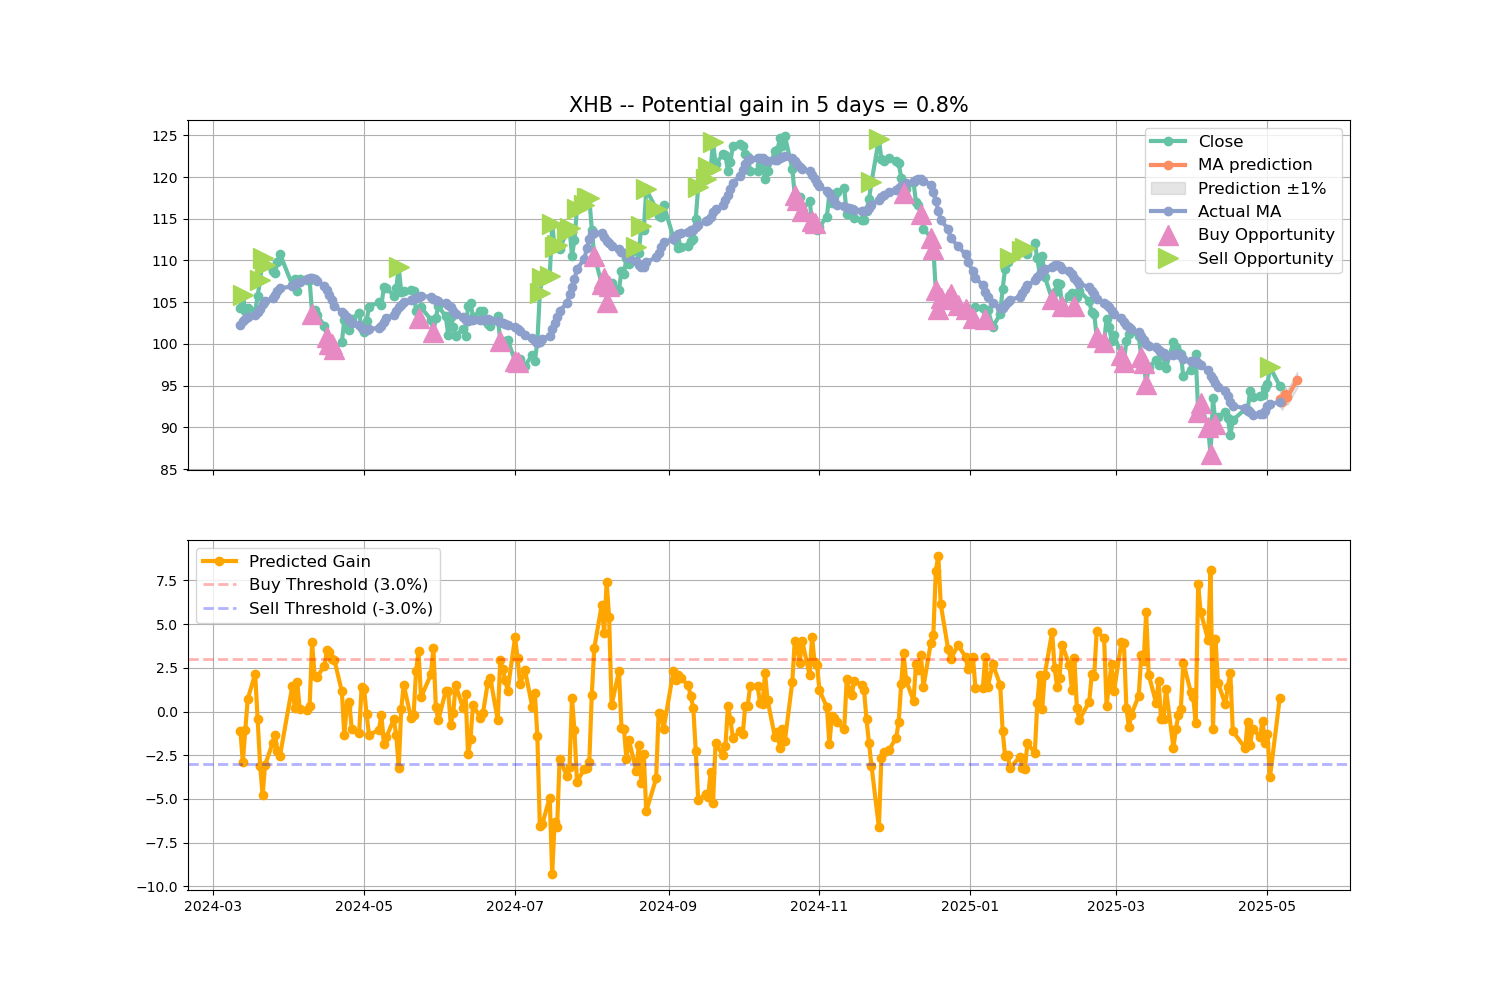 XHB -- Potential gain in 5 days = 0.8%
125
120
115
110
105
100
95
90
85
Close
MA prediction
Prediction ±1%
Actual MA
Buy Opportunity
Sell Opportunity
7.5
5.0
2.5
0.0
−2.5
−5.0
−7.5
−10.0
Predicted Gain
Buy Threshold (3.0%)
Sell Threshold (-3.0%)
2024-03
2024-05
2024-07
2024-09
2024-11
2025-01
2025-03
2025-05